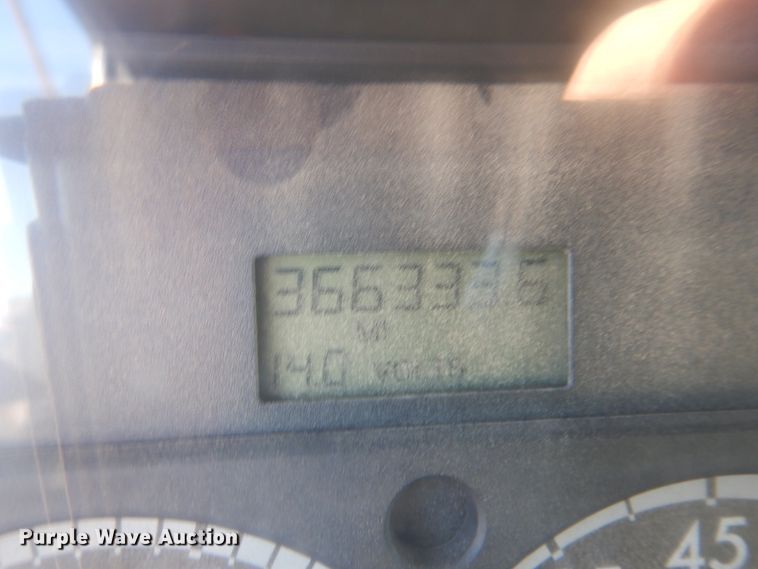 366333.6
MI
14.0 VOLTS
45
Purple Wave Auction